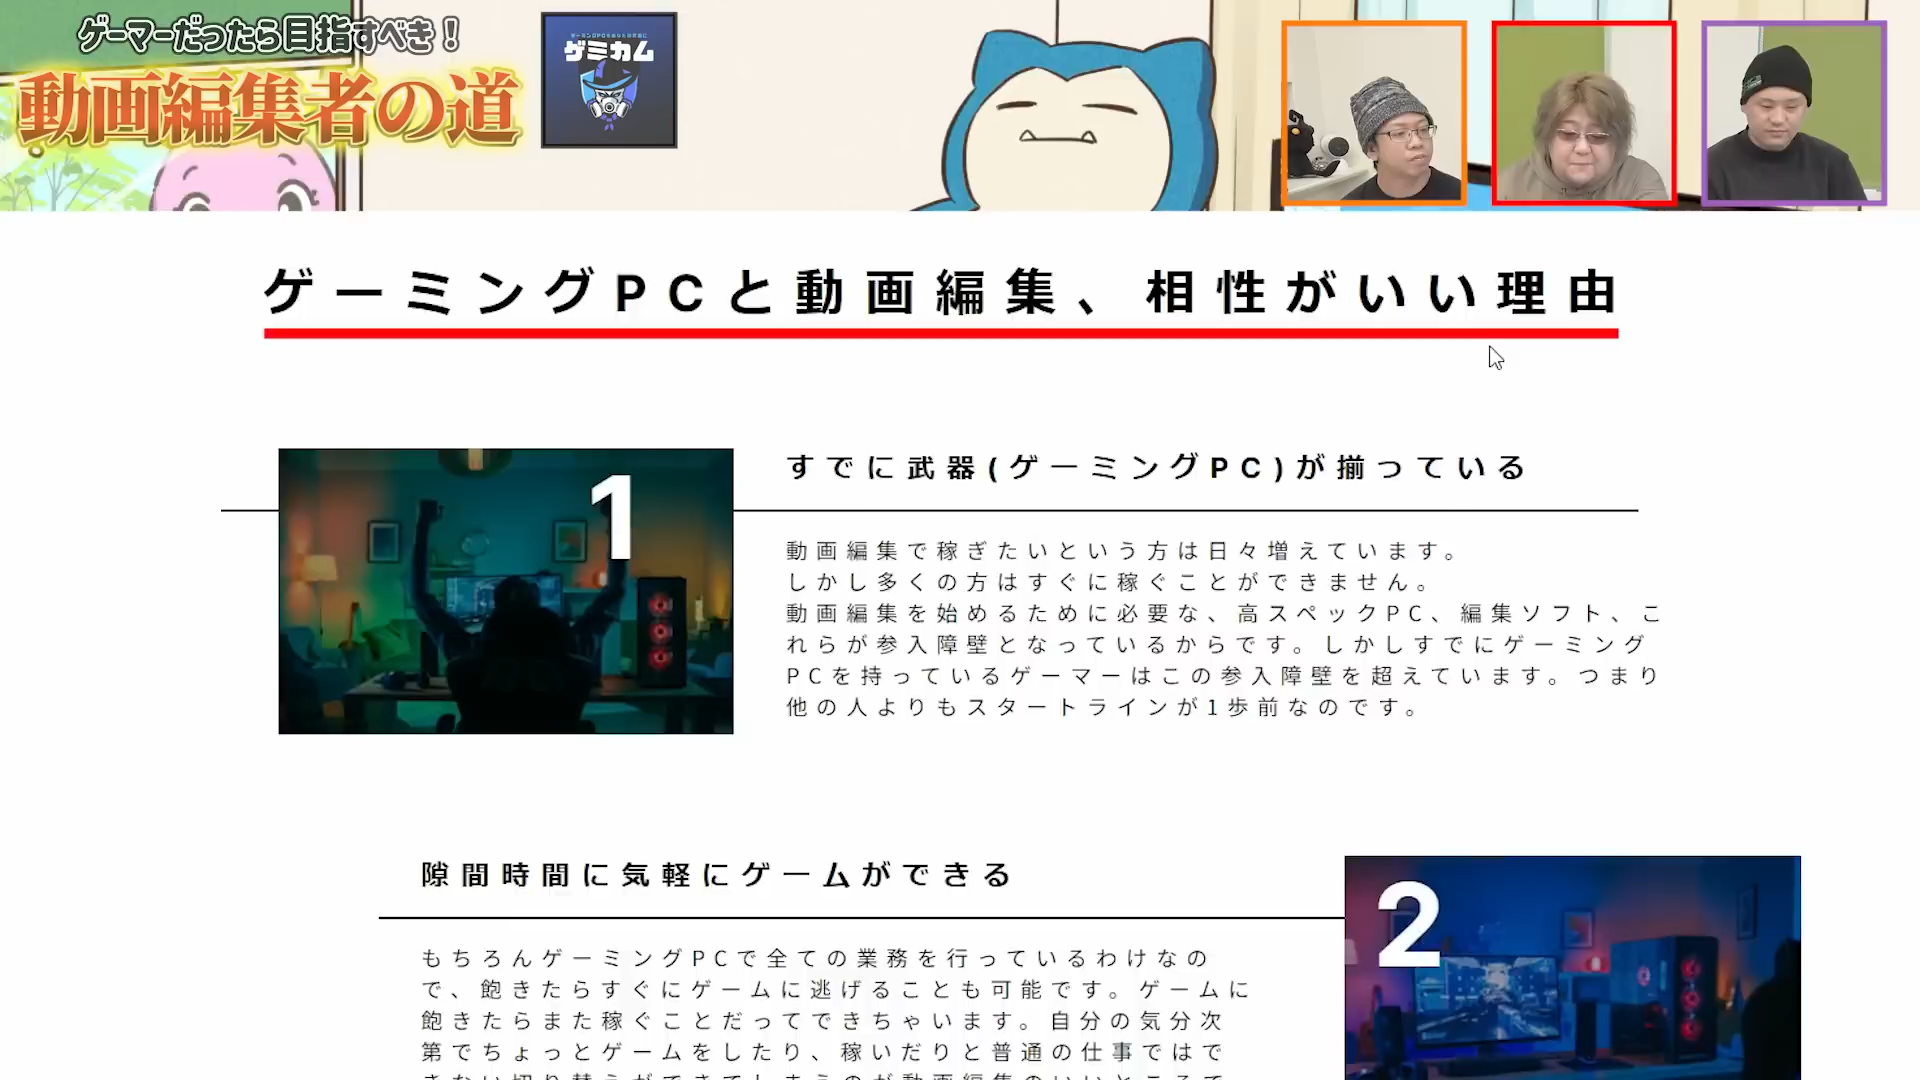 ゲーマーだったら目指すべき！
動画編集者の道
ゲミカム
ゲーミングPCと動画編集、相性がいい理由
1
すでに武器(ゲーミングPC)が揃っている
動画編集で稼ぎたいという方は日々増えています。
しかし多くの方はすぐに稼ぐことができません。
動画編集を始めるために必要な、高スペックPC、編集ソフト、こ
れらが参入障壁となっているからです。しかしすでにゲーミング
PCを持っているゲーマーはこの参入障壁を超えています。つまり
他の人よりもスタートラインが1歩前なのです。
隙間時間に気軽にゲームができる
2
もちろんゲーミングPCで全ての業務を行っているわけなの
で、飽きたらすぐにゲームに逃げることも可能です。ゲームに
飽きたらまた稼ぐことだってできちゃいます。自分の気分次
第でちょっとゲームをしたり、稼いだりと普通の仕事ではで